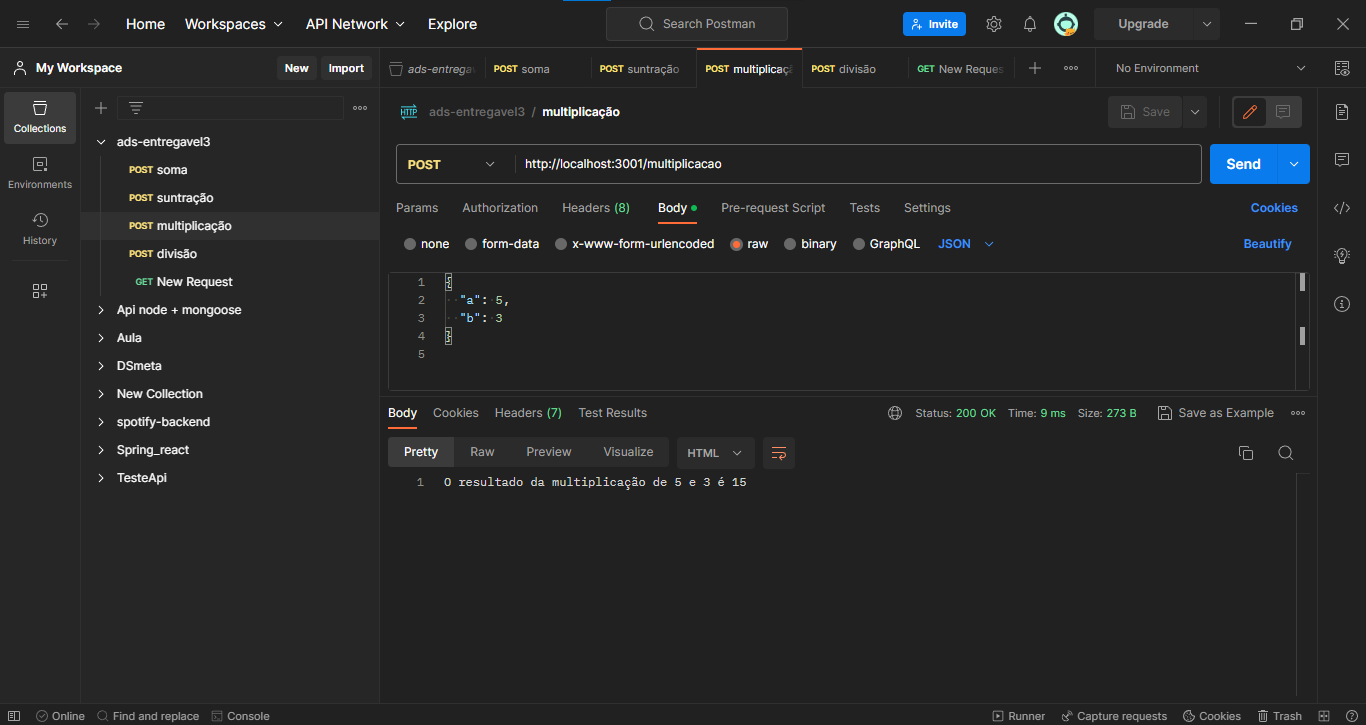 Home Workspaces API Network Explore Search Postman Invite Upgrade
My Workspace New Import
ads-entregav POST soma POST suntração POST multiplicaçã POST divisão GET New Reques No Environment
Collections
Environments
History
ads-entregavel3
POST soma
POST suntração
POST multiplicação
POST divisão
GET New Request
Api node + mongoose
Aula
DSmeta
New Collection
spotify-backend
Spring_react
TesteApi
HTTP ads-entregavel3 / multiplicação Save
POST http://localhost:3001/multiplicacao Send
Params Authorization Headers (8) Body Pre-request Script Tests Settings Cookies
none form-data x-www-form-urlencoded raw binary GraphQL JSON Beautify
1 {
2 "a": 5,
3 "b": 3
4 }
5
Body Cookies Headers (7) Test Results Status: 200 OK Time: 9 ms Size: 273 B Save as Example
Pretty Raw Preview Visualize HTML
1 O resultado da multiplicação de 5 e 3 é 15
Online Find and replace Console Runner Capture requests Cookies Trash